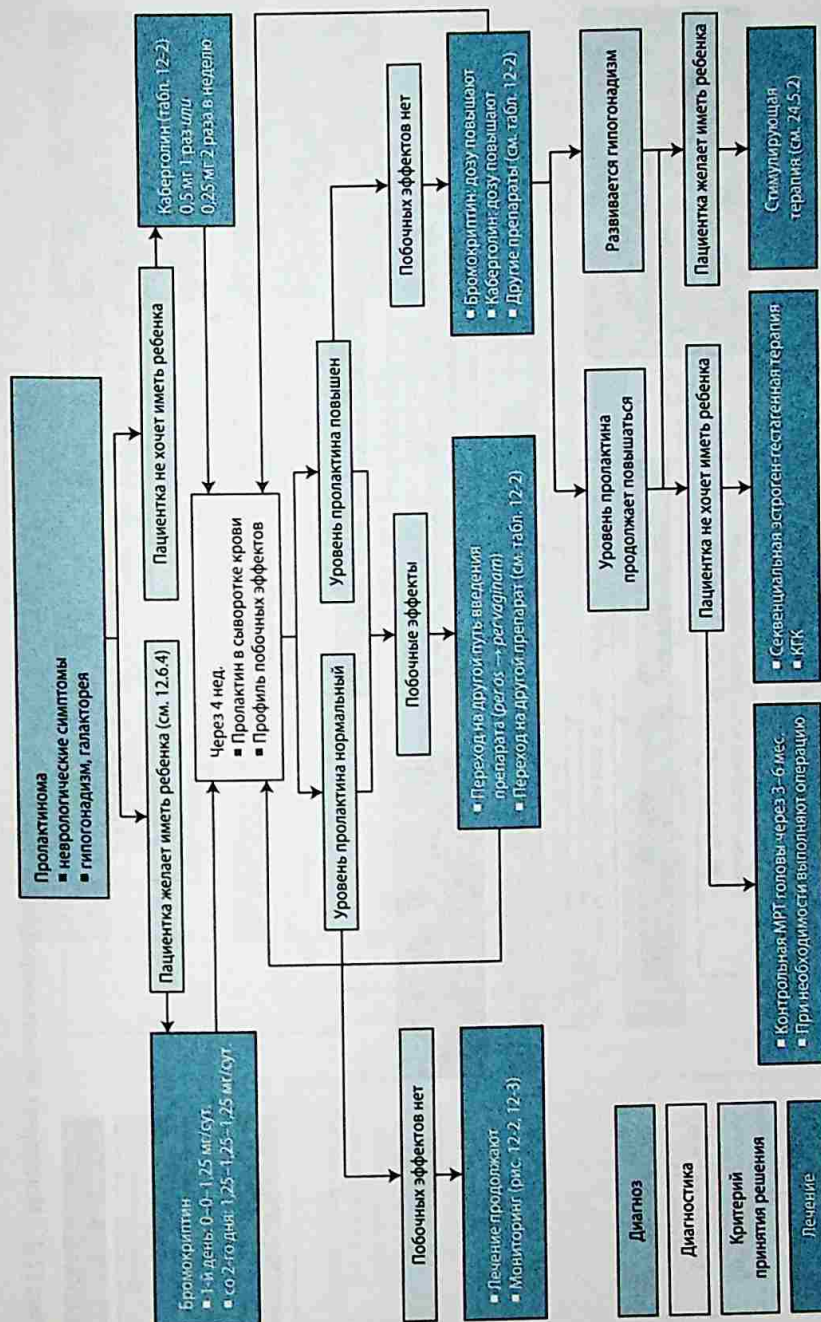 Пролактинома
■ неврологические симптомы
■ гипогонадизм, галакторея
Пациентка желает иметь ребенка (см. 12.6.4)
Пациентка не хочет иметь ребенка
Бромокриптин
■ 1-й день: 0–0–1,25 мг/сут.
■ со 2-го дня: 1,25–1,25–1,25 мг/сут.
Каберголин (табл. 12-2)
0,5 мг 1 раз или
0,25 мг 2 раза в неделю
Через 4 нед.
■ Пролактин в сыворотке крови
■ Профиль побочных эффектов
Уровень пролактина нормальный
Уровень пролактина повышен
Побочных эффектов нет
Побочные эффекты
Побочных эффектов нет
■ Лечение продолжают
■ Мониторинг (рис. 12-2, 12-3)
■ Переход на другой путь введения
препарата (per os → per vaginam)
■ Переход на другой препарат (см. табл. 12-2)
■ Бромокриптин: дозу повышают
■ Каберголин: дозу повышают
■ Другие препараты (см. табл. 12-2)
Уровень пролактина
продолжает повышаться
Развивается гипогонадизм
Пациентка не хочет иметь ребенка
Пациентка желает иметь ребенка
■ Контрольная МРТ головы через 3–6 мес.
■ При необходимости выполняют операцию
■ Секвенциальная эстроген-гестагенная терапия
■ КГК
Стимулирующая
терапия (см. 24.5.2)
Диагноз
Диагностика
Критерий
принятия решения
Лечение